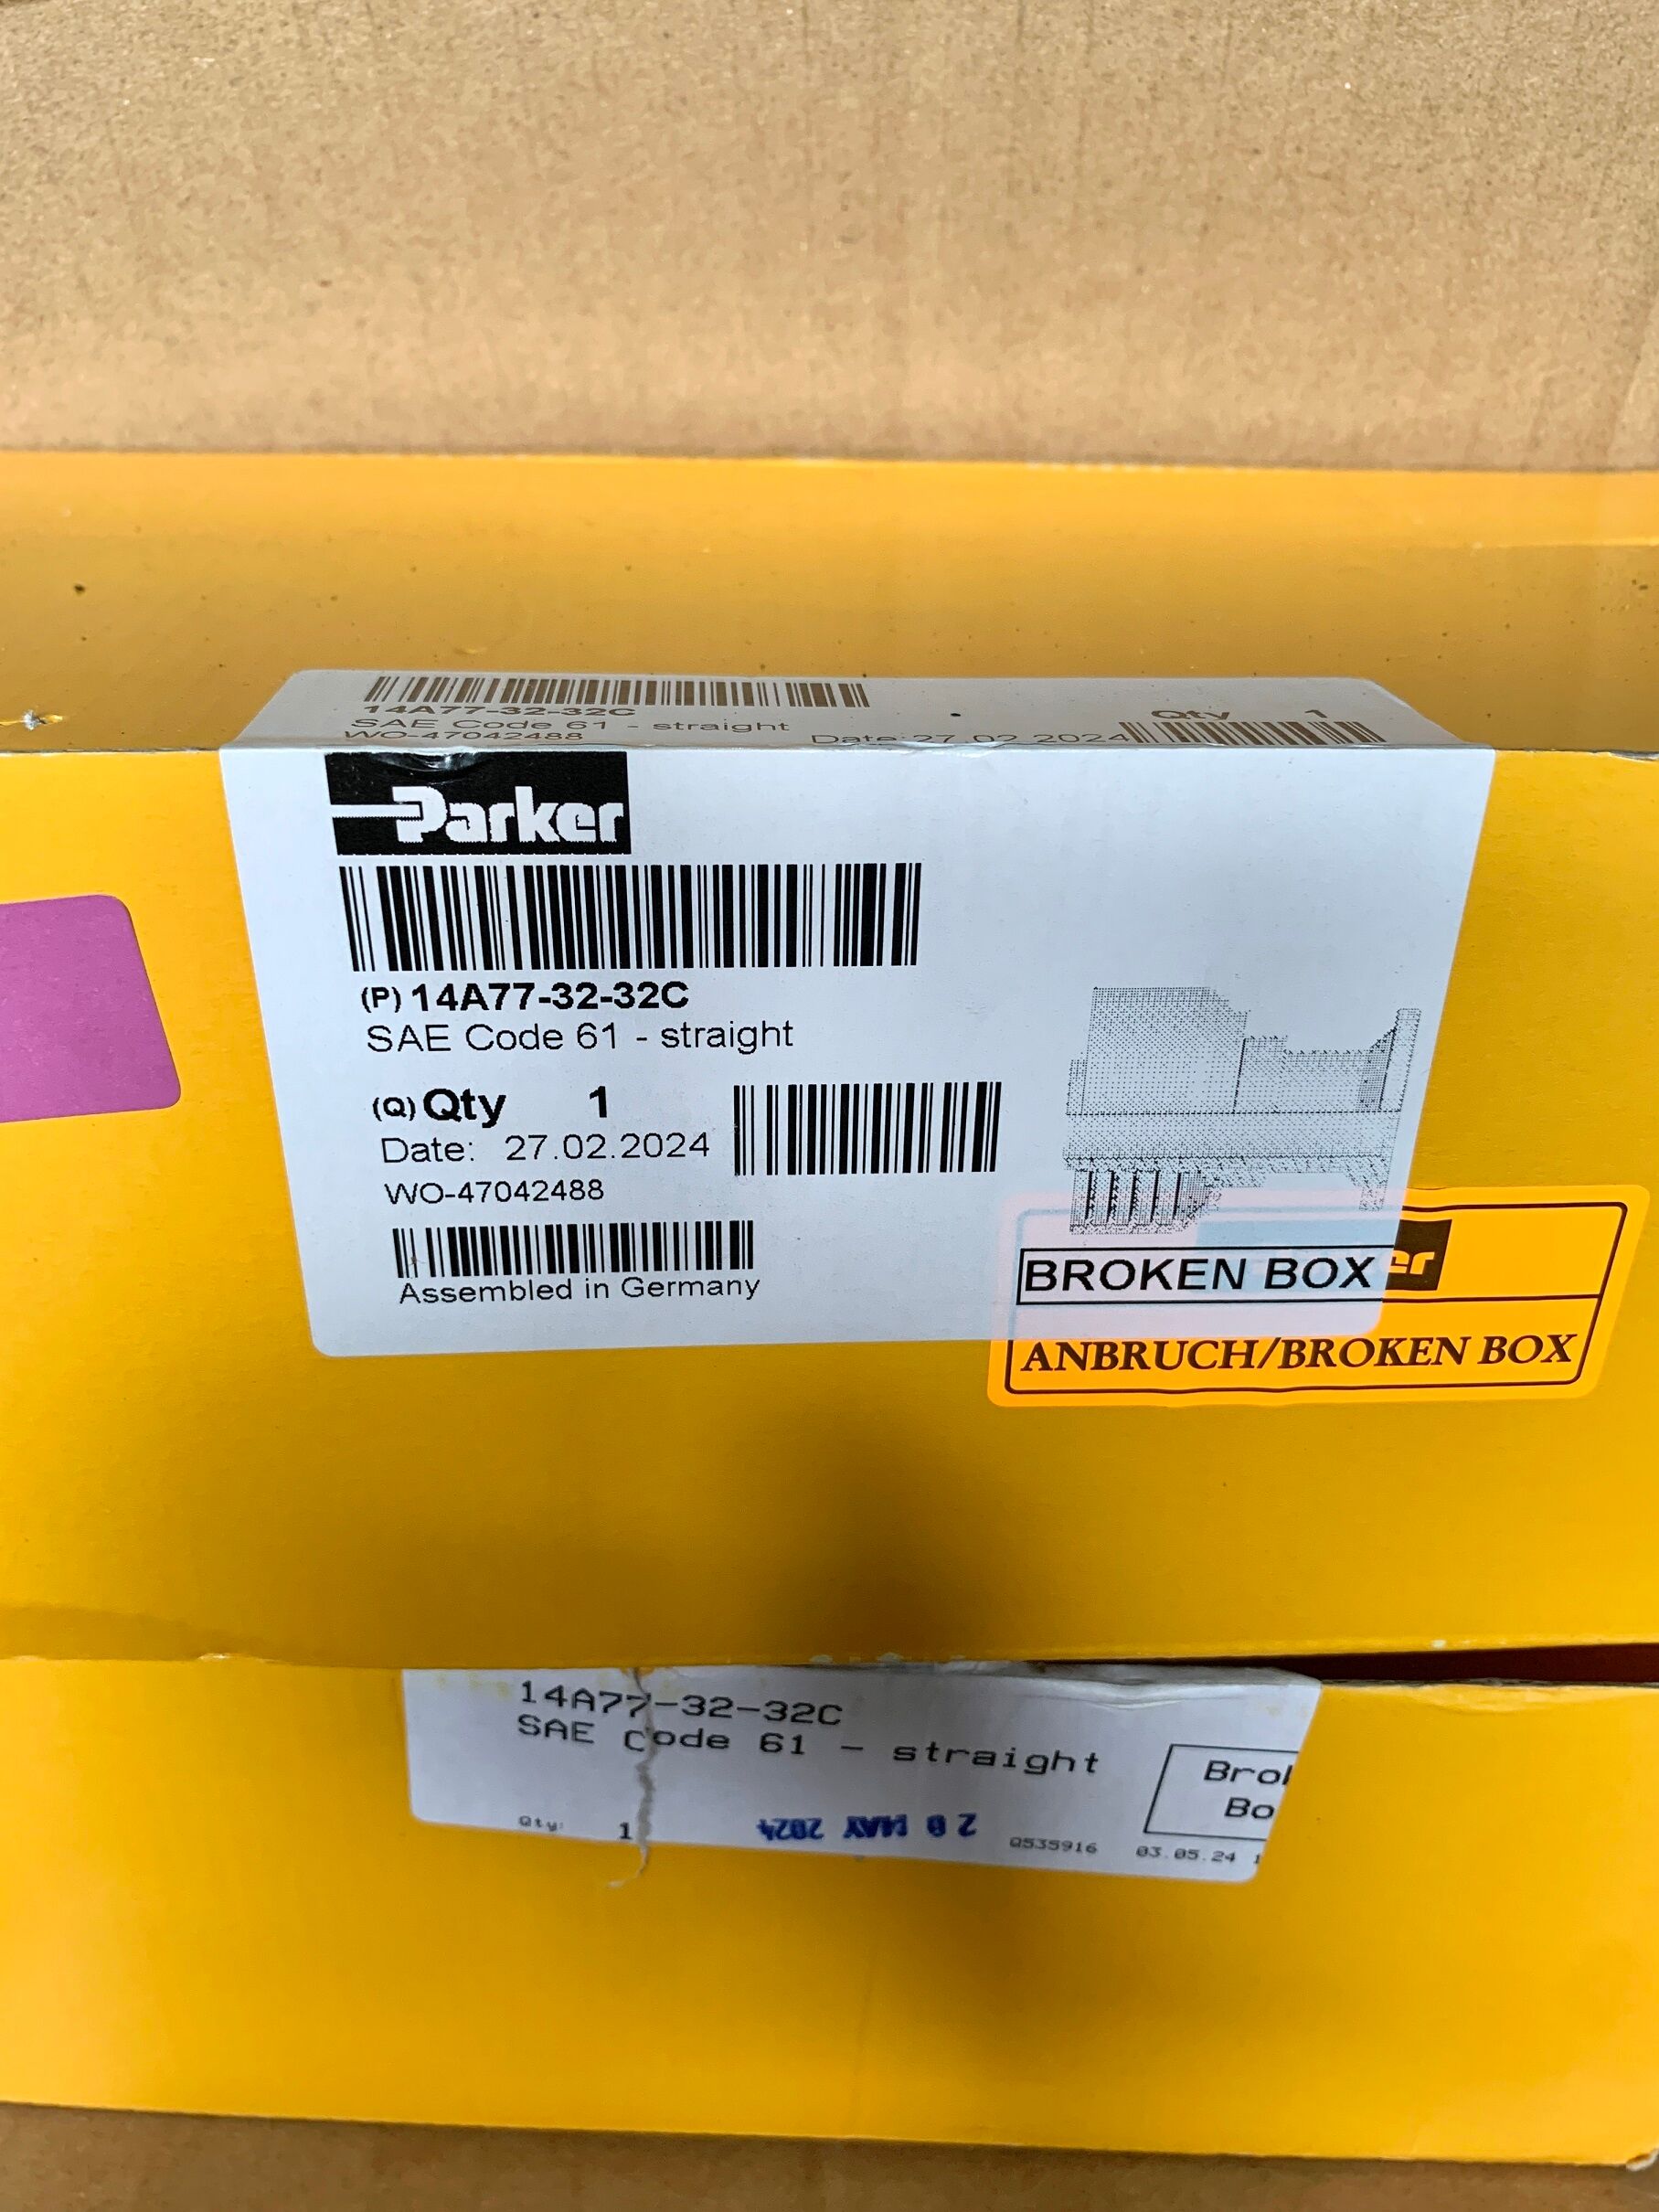 14A77-32-32C
SAE Code 61 - straight
WO-47042488
Date: 27.02.2024
Qty 1
Parker
(P) 14A77-32-32C
SAE Code 61 - straight
(Q) Qty 1
Date: 27.02.2024
WO-47042488
Assembled in Germany
BROKEN BOX
ANBRUCH/BROKEN BOX
14A77-32-32C
SAE Code 61 - straight
Qty: 1
20 MAY 2024
Q535916
03.05.24